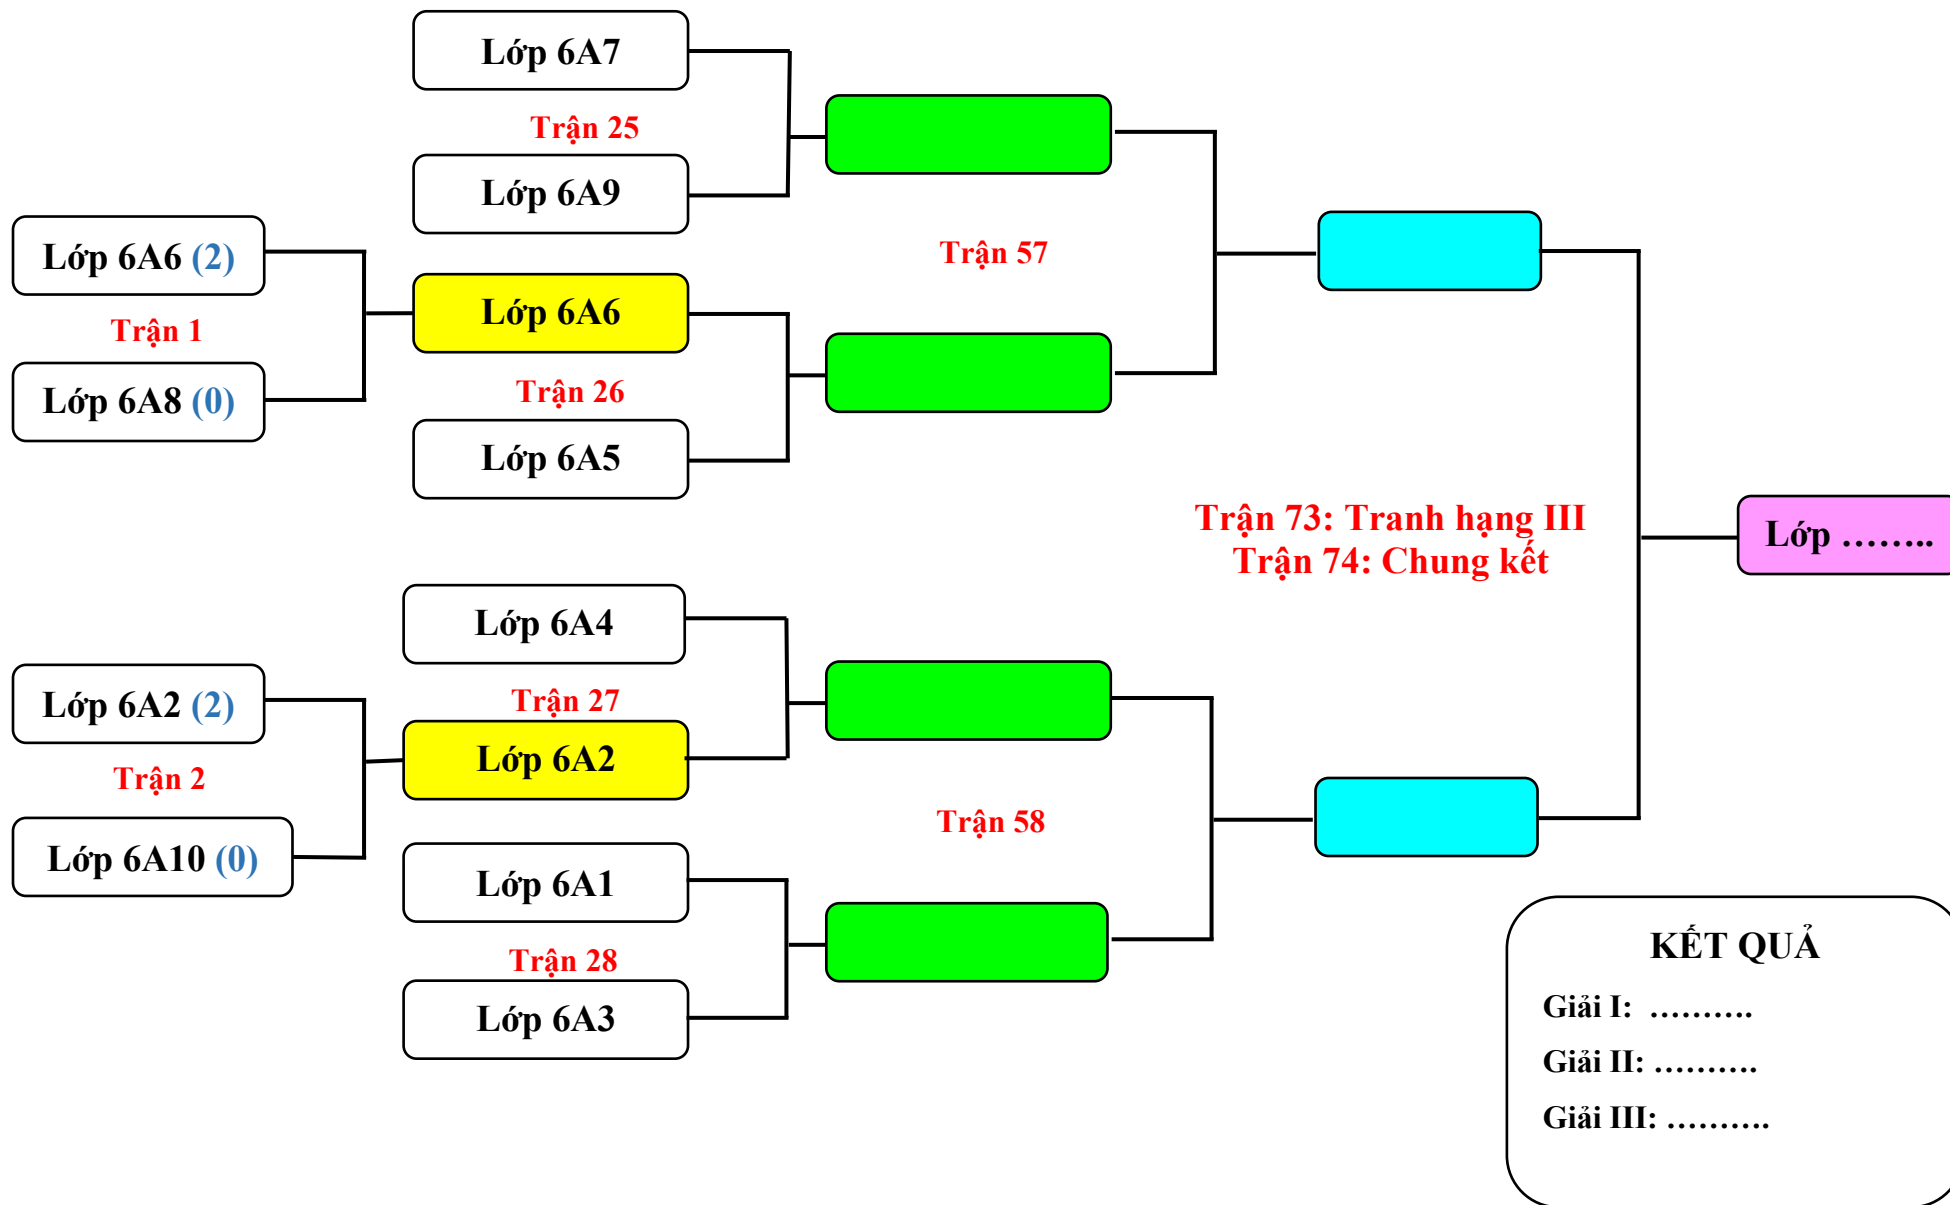 Lớp 6A7
Trận 25
Lớp 6A9
Lớp 6A6 (2)
Trận 1
Lớp 6A8 (0)
Lớp 6A6
Trận 26
Lớp 6A5
Trận 57
Trận 73: Tranh hạng III
Trận 74: Chung kết
Lớp ……..
Lớp 6A4
Trận 27
Lớp 6A2 (2)
Trận 2
Lớp 6A10 (0)
Lớp 6A2
Trận 58
Lớp 6A1
Trận 28
Lớp 6A3
KẾT QUẢ
Giải I: ……….
Giải II: ……….
Giải III: ……….